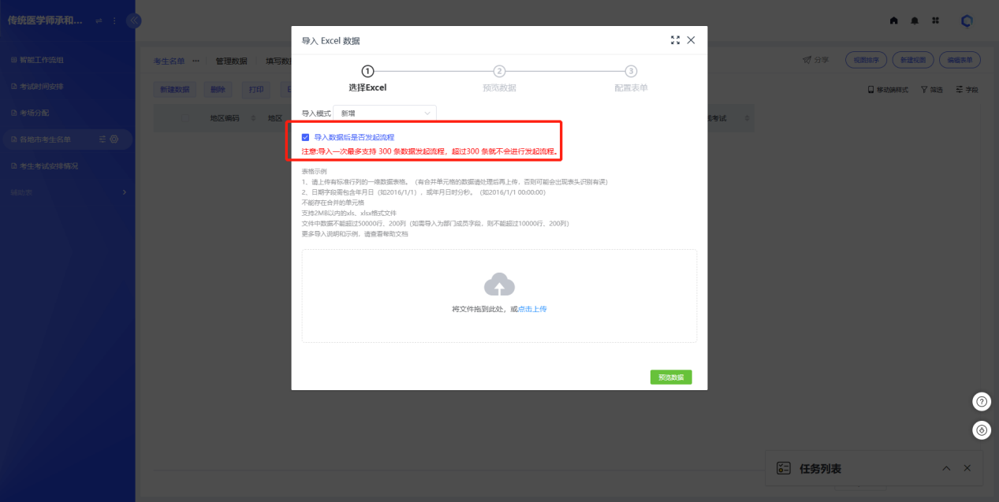 传统医学师承和...
智能工作流组
考试时间安排
考场分配
各地市考生名单
考生考试安排情况
辅助表
考生名单 ...
管理数据
填写数
分享
视图排序
新建视图
编辑表单
新建数据
删除
打印
移动端样式
筛选
字段
地区编码
地区
考试
导入 Excel 数据
1
选择Excel
2
预览数据
3
配置表单
导入模式
新增
导入数据后是否发起流程
注意:导入一次最多支持 300 条数据发起流程，超过300 条就不会进行发起流程。
表格示例
1、请上传有标准行列的一维数据表格。（有合并单元格的数据请处理后再上传，否则可能会出现表头识别有误）
2、日期字段需包含年月日（如2016/1/1），或年月日时分秒。（如2016/1/1 00:00:00）
不能存在合并的单元格
支持2MB以内的xls、xlsx格式文件
文件中数据不能超过50000行、200列（如需导入为部门成员字段，则不能超过10000行、200列）
更多导入说明和示例，请查看帮助文档
将文件拖到此处，或点击上传
预览数据
任务列表